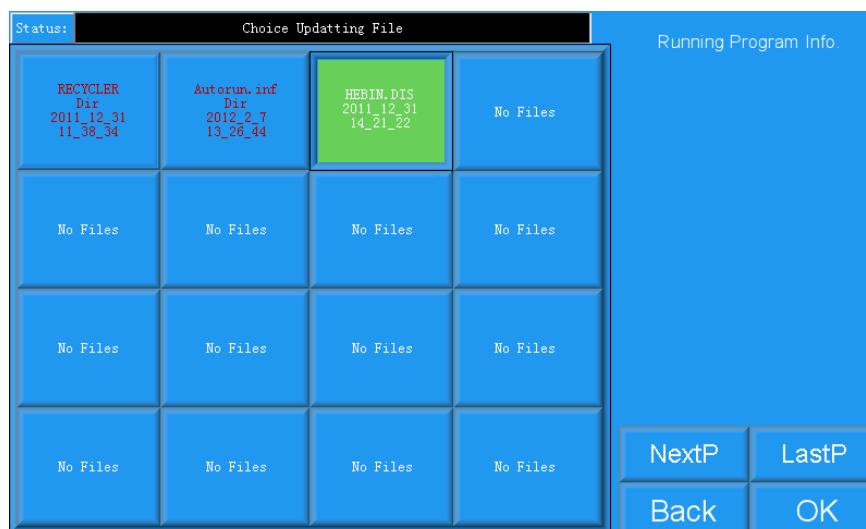 Status:
Choice Updatting File
Running Program Info.
RECYCLER
Dir
2011_12_31
11_38_34
Autorun.inf
Dir
2012_2_7
13_26_44
HEBIN.DIS
2011_12_31
14_21_22
No Files
No Files
No Files
No Files
No Files
No Files
No Files
No Files
No Files
No Files
No Files
No Files
No Files
NextP
LastP
Back
OK